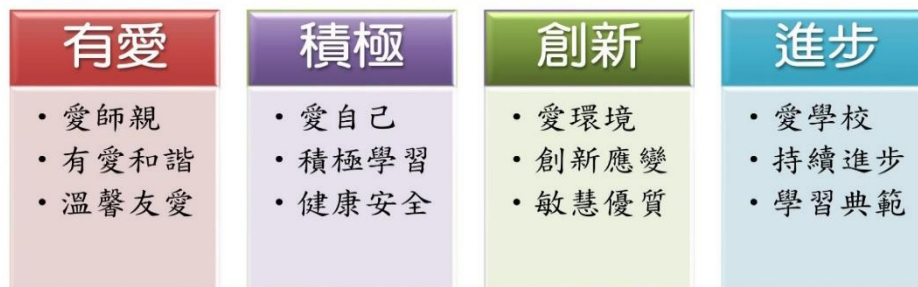 有愛
• 愛師親
• 有愛和諧
• 溫馨友愛
積極
• 愛自己
• 積極學習
• 健康安全
創新
• 愛環境
• 創新應變
• 敏慧優質
進步
• 愛學校
• 持續進步
• 學習典範